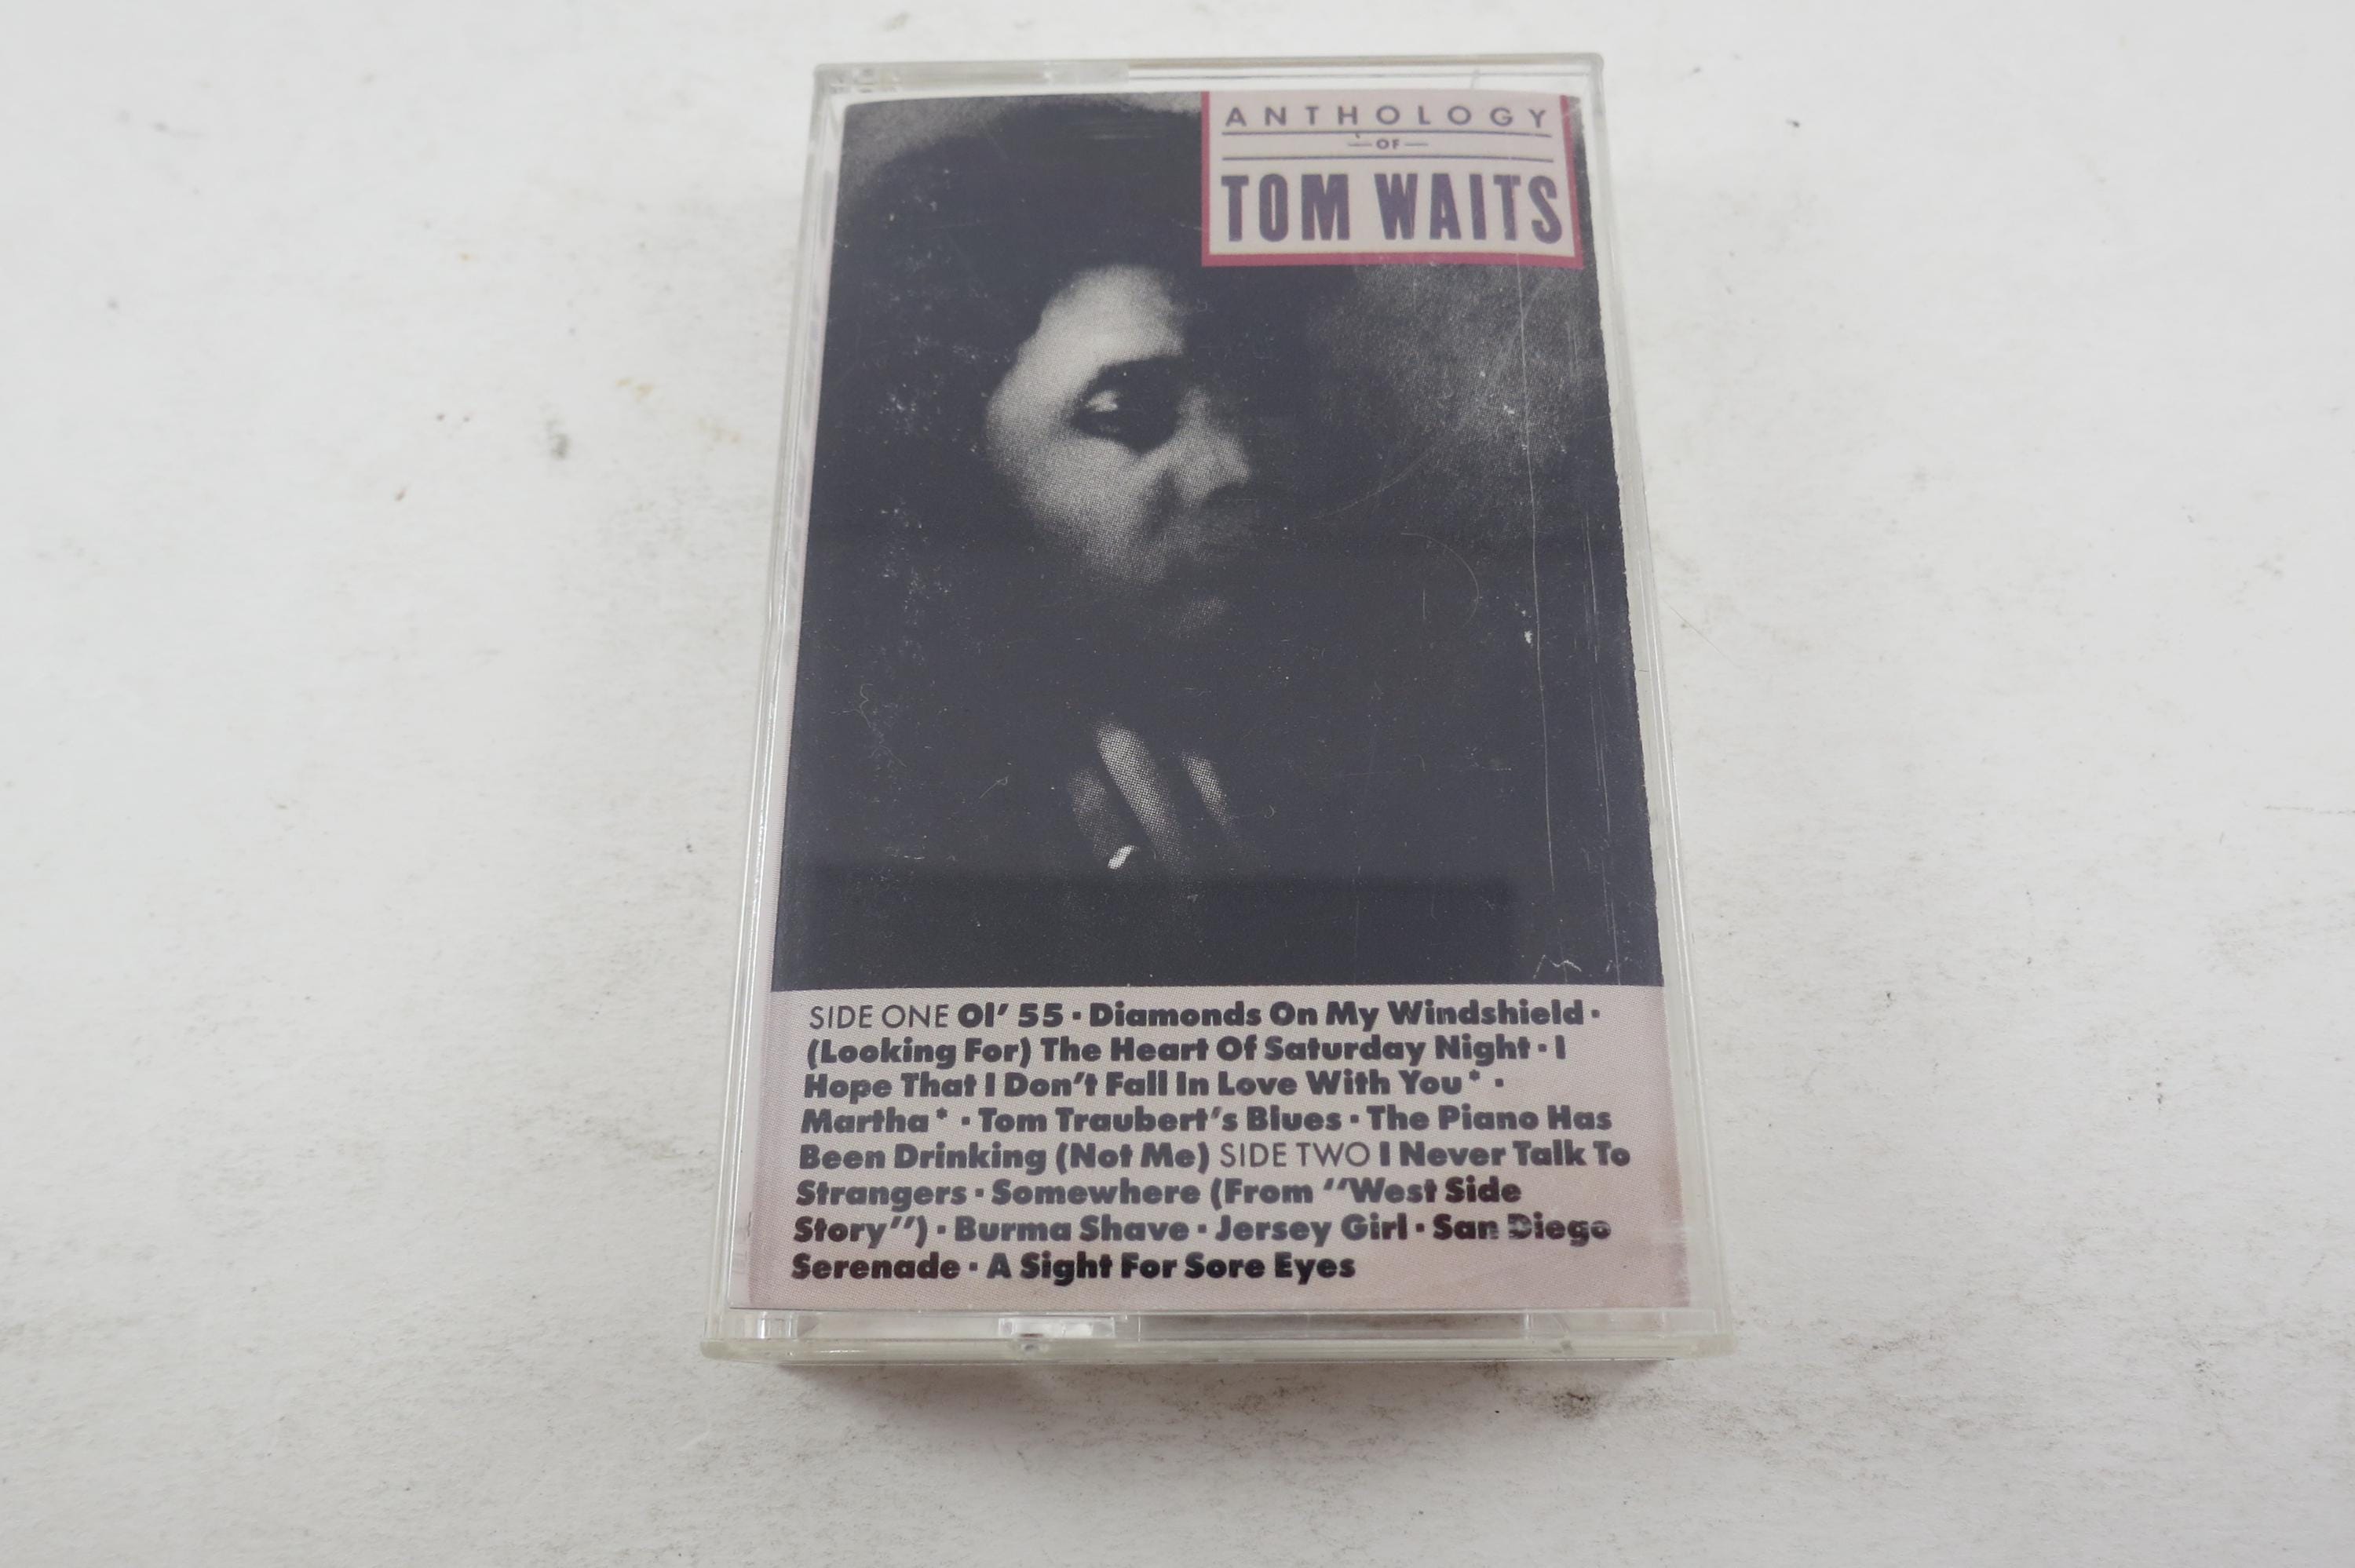 ANTHOLOGY
OF
TOM WAITS
SIDE ONE Ol' 55 · Diamonds On My Windshield ·
(Looking For) The Heart Of Saturday Night · I
Hope That I Don't Fall In Love With You* ·
Martha* · Tom Traubert's Blues · The Piano Has
Been Drinking (Not Me) SIDE TWO I Never Talk To
Strangers · Somewhere (From "West Side
Story") · Burma Shave · Jersey Girl · San Diego
Serenade · A Sight For Sore Eyes